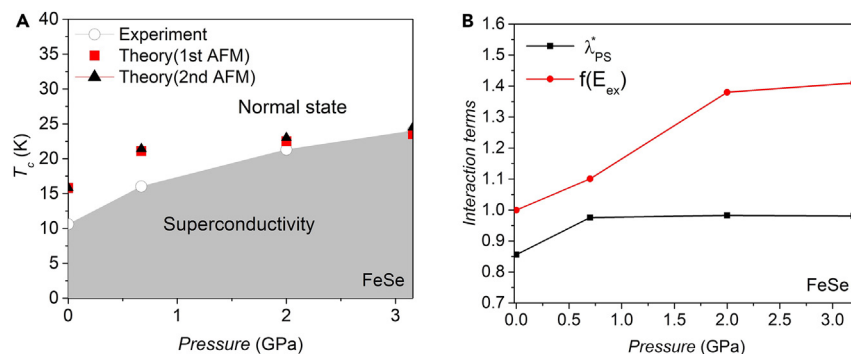 A
T_c (K)
40
35
30
25
20
15
10
5
0
Experiment
Theory(1st AFM)
Theory(2nd AFM)
Normal state
Superconductivity
FeSe
0 1 2 3
Pressure (GPa)
B
Interaction terms
1.6
1.5
1.4
1.3
1.2
1.1
1.0
0.9
0.8
0.7
λ*PS
f(E_ex)
FeSe
0.0 0.5 1.0 1.5 2.0 2.5 3.0
Pressure (GPa)